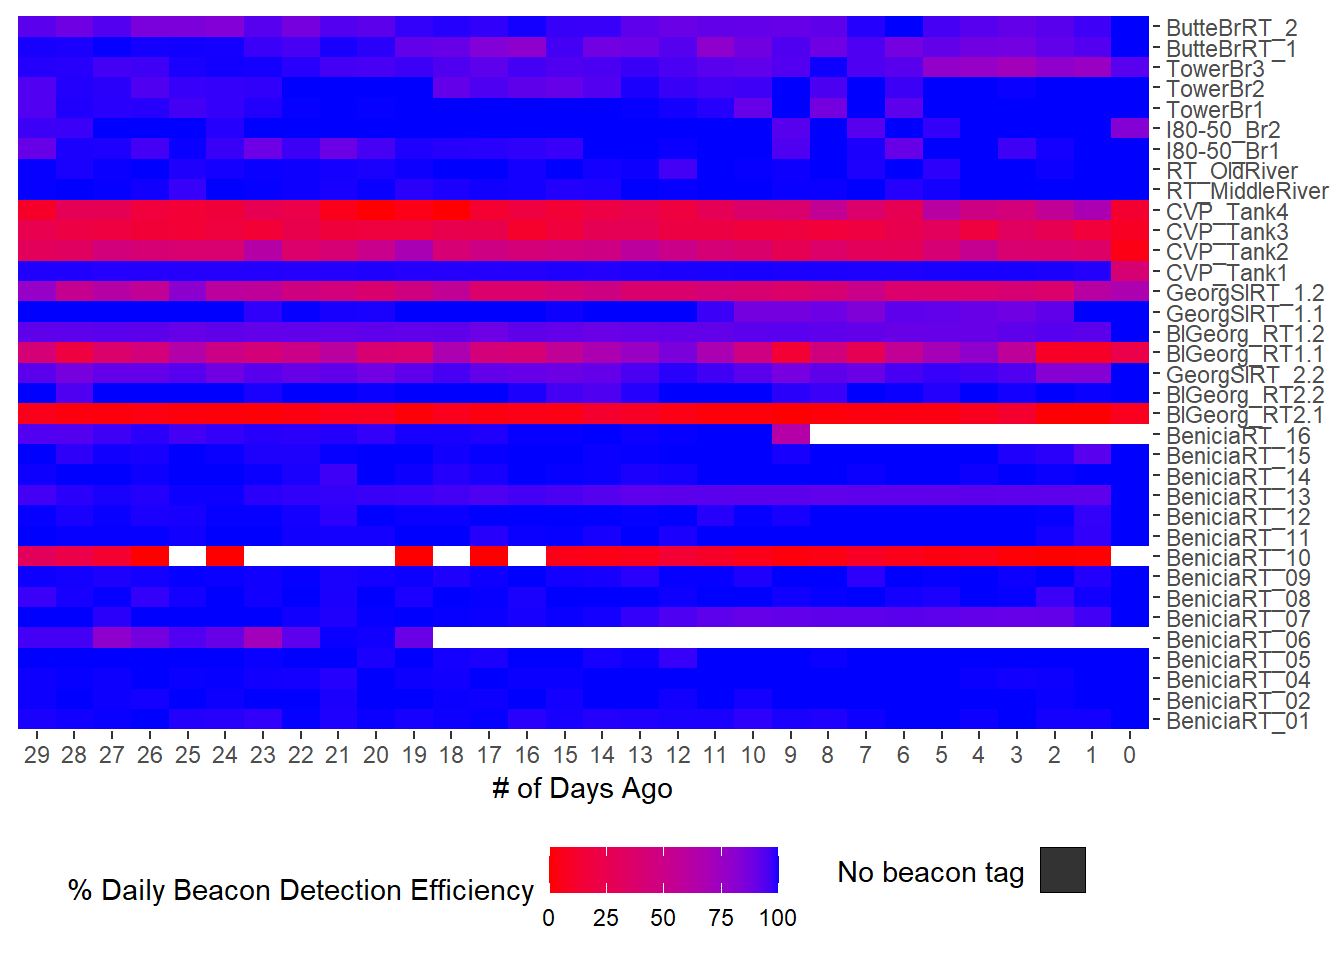 ButteBrRT_2
ButteBrRT_1
TowerBr3
TowerBr2
TowerBr1
I80-50_Br2
I80-50_Br1
RT_OldRiver
RT_MiddleRiver
CVP_Tank4
CVP_Tank3
CVP_Tank2
CVP_Tank1
GeorgSlRT_1.2
GeorgSlRT_1.1
BlGeorg_RT1.2
BlGeorg_RT1.1
GeorgSlRT_2.2
BlGeorg_RT2.2
BlGeorg_RT2.1
BeniciaRT_16
BeniciaRT_15
BeniciaRT_14
BeniciaRT_13
BeniciaRT_12
BeniciaRT_11
BeniciaRT_10
BeniciaRT_09
BeniciaRT_08
BeniciaRT_07
BeniciaRT_06
BeniciaRT_05
BeniciaRT_04
BeniciaRT_02
BeniciaRT_01
29 28 27 26 25 24 23 22 21 20 19 18 17 16 15 14 13 12 11 10 9 8 7 6 5 4 3 2 1 0
# of Days Ago
% Daily Beacon Detection Efficiency
0 25 50 75 100
No beacon tag